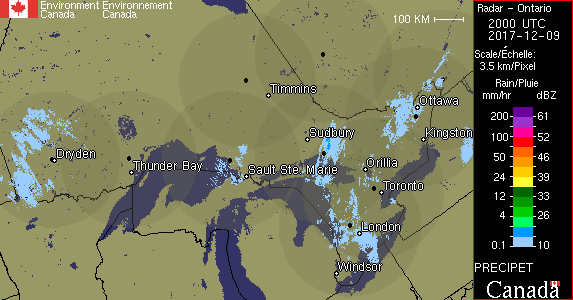 Environment Environnement
Canada Canada
100 KM
Timmins
Ottawa
Sudbury
Kingston
Dryden
Thunder Bay
Sault Ste. Marie
Orillia
Toronto
London
Windsor
Radar - Ontario
2000 UTC
2017-12-09
Scale/Échelle:
3.5 km/Pixel
Rain/Pluie
mm/hr dBZ
200 61
100 52
50 46
24 39
12 33
4 26
0.1 10
PRECIPET
Canada